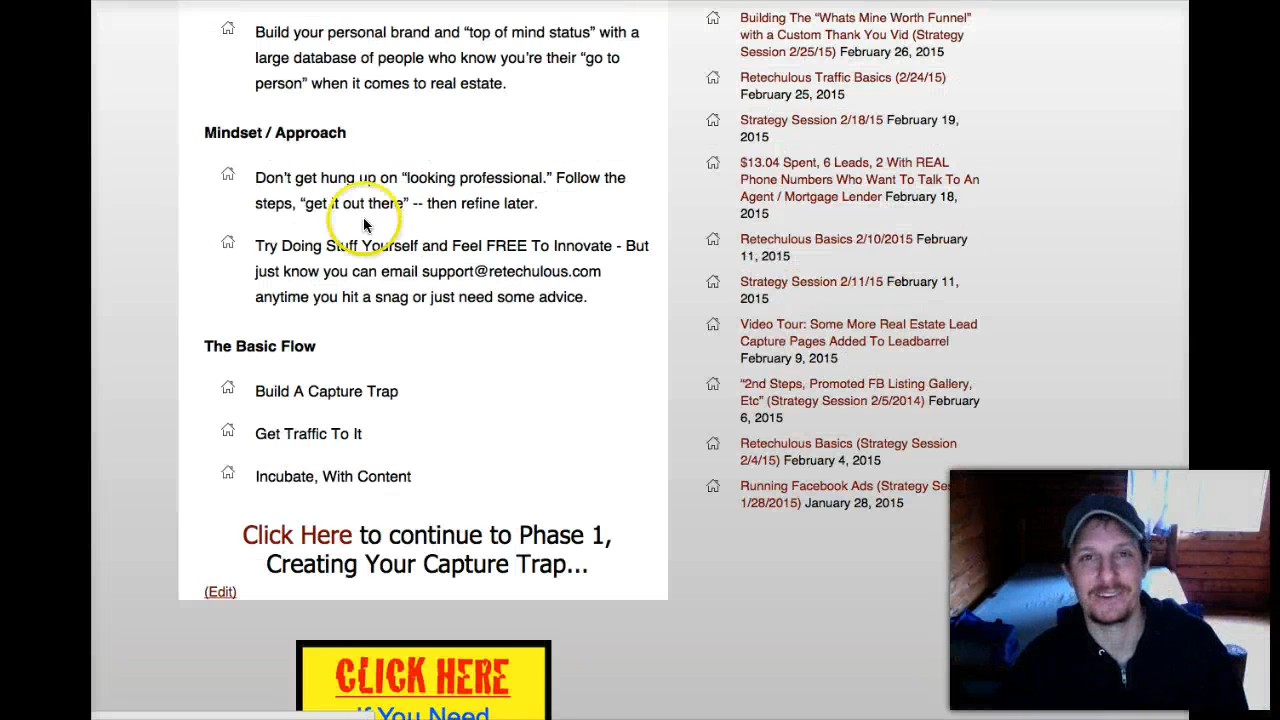 Build your personal brand and “top of mind status” with a
large database of people who know you’re their “go to
person” when it comes to real estate.
Mindset / Approach
Don’t get hung up on “looking professional.” Follow the
steps, “get it out there” -- then refine later.
Try Doing Stuff Yourself and Feel FREE To Innovate - But
just know you can email support@retechulous.com
anytime you hit a snag or just need some advice.
The Basic Flow
Build A Capture Trap
Get Traffic To It
Incubate, With Content
Click Here to continue to Phase 1,
Creating Your Capture Trap...
(Edit)
CLICK HERE
If You Need
Building The “Whats Mine Worth Funnel”
with a Custom Thank You Vid (Strategy
Session 2/25/15) February 26, 2015
Retechulous Traffic Basics (2/24/15)
February 25, 2015
Strategy Session 2/18/15 February 19,
2015
$13.04 Spent, 6 Leads, 2 With REAL
Phone Numbers Who Want To Talk To An
Agent / Mortgage Lender February 18,
2015
Retechulous Basics 2/10/2015 February
11, 2015
Strategy Session 2/11/15 February 11,
2015
Video Tour: Some More Real Estate Lead
Capture Pages Added To Leadbarrel
February 9, 2015
“2nd Steps, Promoted FB Listing Gallery,
Etc” (Strategy Session 2/5/2014) February
6, 2015
Retechulous Basics (Strategy Session
2/4/15) February 4, 2015
Running Facebook Ads (Strategy
1/28/2015) January 28, 2015